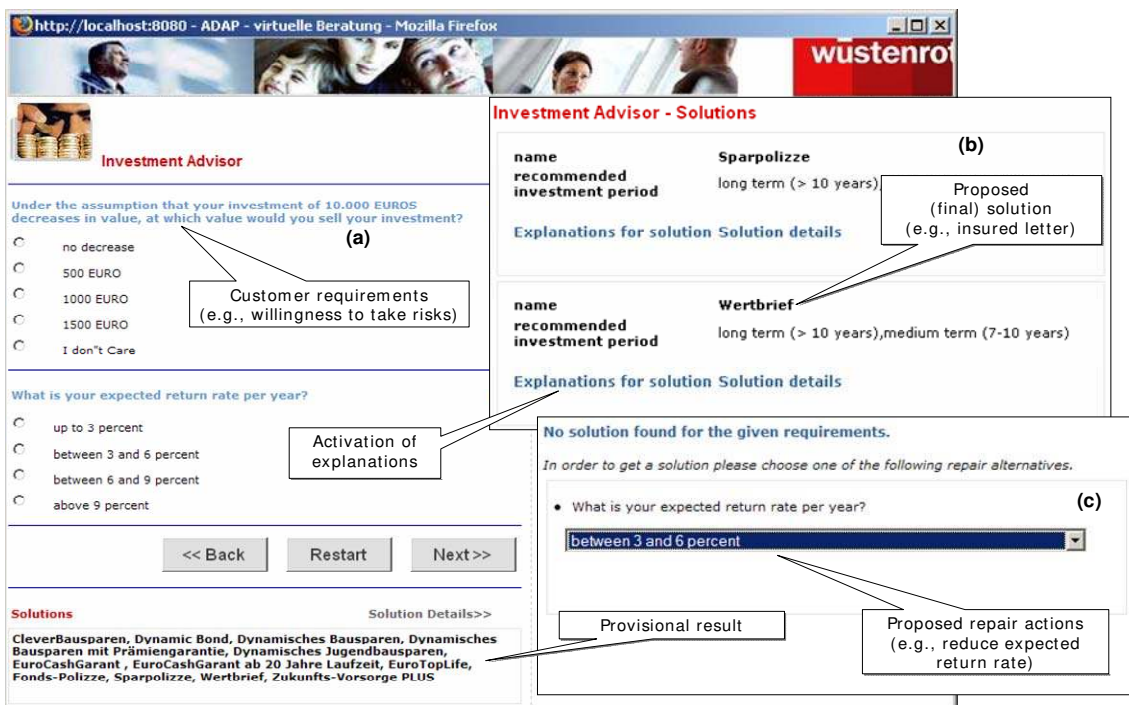 http://localhost:8080 - ADAP - virtuelle Beratung - Mozilla Firefox
wüstenrot
Investment Advisor
Under the assumption that your investment of 10.000 EUROS
decreases in value, at which value would you sell your investment?
(a)
no decrease
500 EURO
1000 EURO
1500 EURO
I don"t Care
Customer requirements
(e.g., willingness to take risks)
What is your expected return rate per year?
up to 3 percent
between 3 and 6 percent
between 6 and 9 percent
above 9 percent
Activation of
explanations
<< Back
Restart
Next>>
Solutions
Solution Details>>
CleverBausparen, Dynamic Bond, Dynamisches Bausparen, Dynamisches
Bausparen mit Prämiengarantie, Dynamisches Jugendbausparen,
EuroCashGarant , EuroCashGarant ab 20 Jahre Laufzeit, EuroTopLife,
Fonds-Polizze, Sparpolizze, Wertbrief, Zukunfts-Vorsorge PLUS
Provisional result
Investment Advisor - Solutions
(b)
name Sparpolizze
recommended
investment period long term (> 10 years),
Explanations for solution Solution details
Proposed
(final) solution
(e.g., insured letter)
name Wertbrief
recommended
investment period long term (> 10 years),medium term (7-10 years)
Explanations for solution Solution details
No solution found for the given requirements.
In order to get a solution please choose one of the following repair alternatives.
(c)
• What is your expected return rate per year?
between 3 and 6 percent
Proposed repair actions
(e.g., reduce expected
return rate)